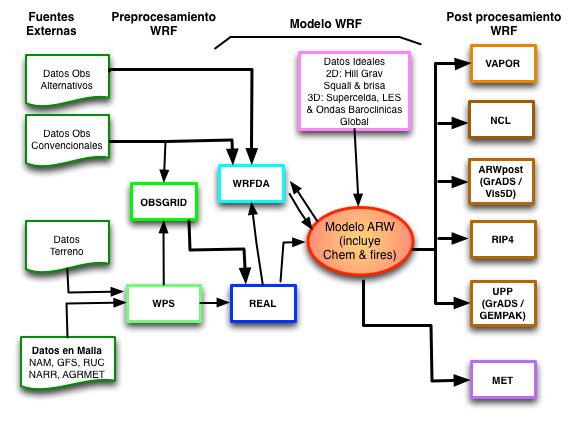 Fuentes
Externas
Preprocesamiento
WRF
Modelo WRF
Post procesamiento
WRF
Datos Obs
Alternativos
Datos Obs
Convencionales
Datos
Terreno
Datos en Malla
NAM, GFS, RUC
NARR, AGRMET
OBSGRID
WPS
WRFDA
REAL
Datos Ideales
2D: Hill Grav
Squall & brisa
3D: Supercelda, LES
& Ondas Baroclinicas
Global
Modelo ARW
(incluye
Chem & fires)
VAPOR
NCL
ARWpost
(GrADS /
Vis5D)
RIP4
UPP
(GrADS /
GEMPAK)
MET